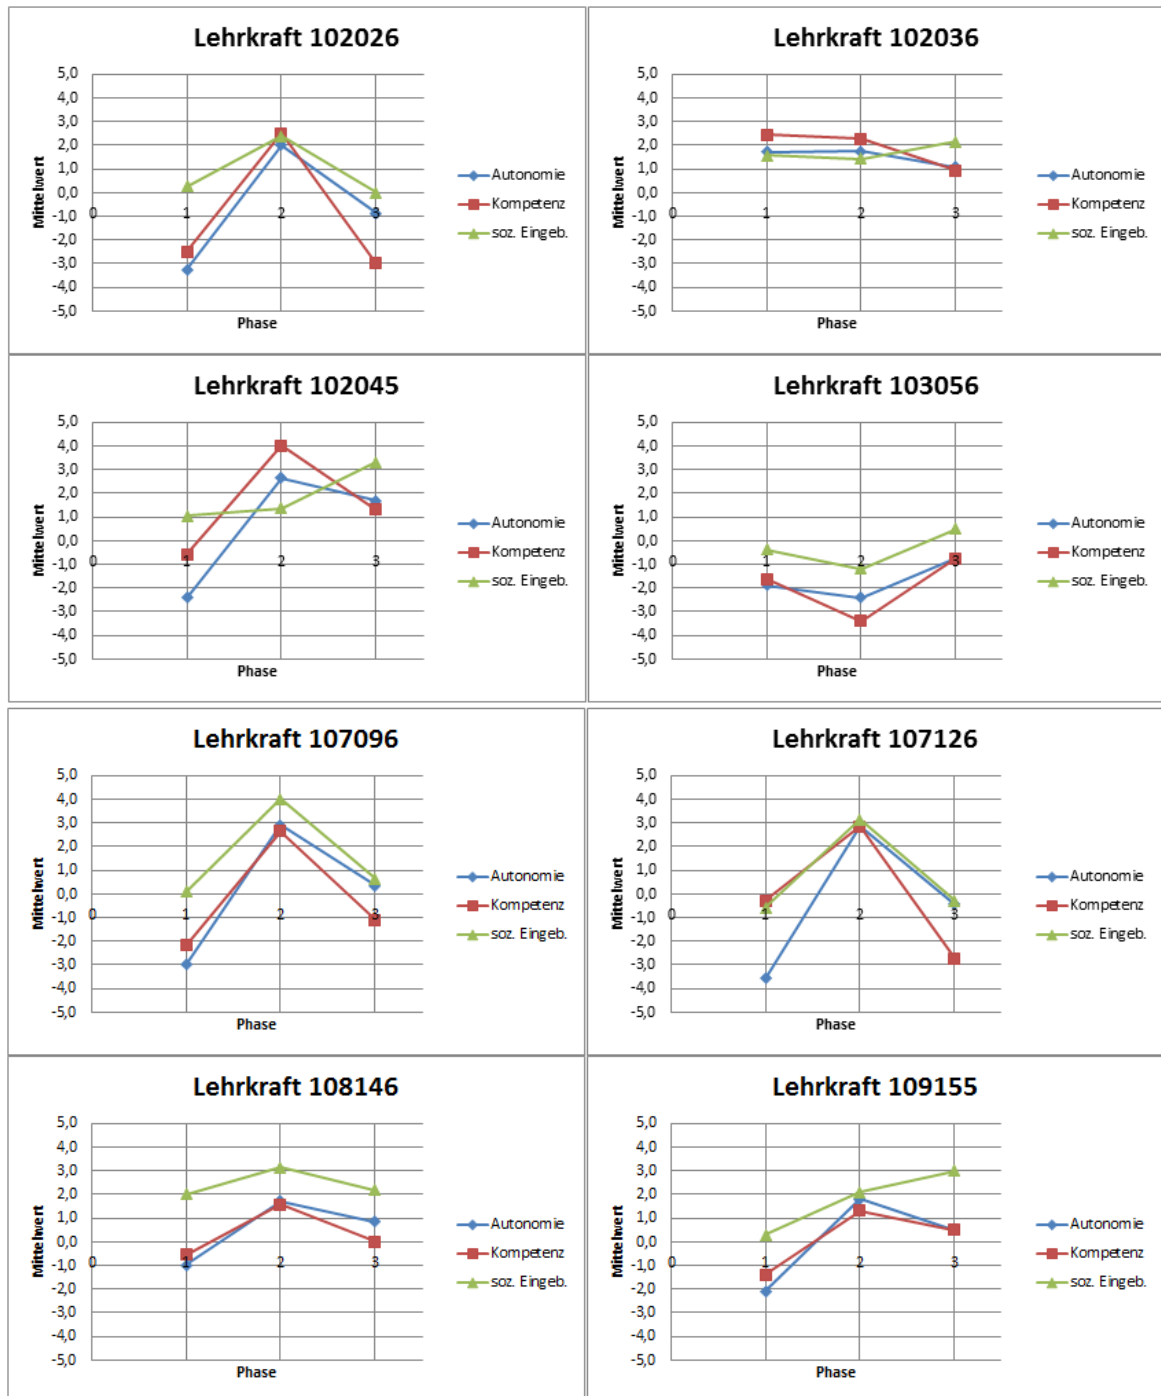 Lehrkraft 102026
5,0
4,0
3,0
2,0
1,0
0,0
-1,0
-2,0
-3,0
-4,0
-5,0
0 1 2 3
Mittelwert
Phase
Autonomie
Kompetenz
soz. Eingeb.
Lehrkraft 102036
5,0
4,0
3,0
2,0
1,0
0,0
-1,0
-2,0
-3,0
-4,0
-5,0
0 1 2 3
Mittelwert
Phase
Autonomie
Kompetenz
soz. Eingeb.
Lehrkraft 102045
5,0
4,0
3,0
2,0
1,0
0,0
-1,0
-2,0
-3,0
-4,0
-5,0
0 1 2 3
Mittelwert
Phase
Autonomie
Kompetenz
soz. Eingeb.
Lehrkraft 103056
5,0
4,0
3,0
2,0
1,0
0,0
-1,0
-2,0
-3,0
-4,0
-5,0
0 1 2 3
Mittelwert
Phase
Autonomie
Kompetenz
soz. Eingeb.
Lehrkraft 107096
5,0
4,0
3,0
2,0
1,0
0,0
-1,0
-2,0
-3,0
-4,0
-5,0
0 1 2 3
Mittelwert
Phase
Autonomie
Kompetenz
soz. Eingeb.
Lehrkraft 107126
5,0
4,0
3,0
2,0
1,0
0,0
-1,0
-2,0
-3,0
-4,0
-5,0
0 1 2 3
Mittelwert
Phase
Autonomie
Kompetenz
soz. Eingeb.
Lehrkraft 108146
5,0
4,0
3,0
2,0
1,0
0,0
-1,0
-2,0
-3,0
-4,0
-5,0
0 1 2 3
Mittelwert
Phase
Autonomie
Kompetenz
soz. Eingeb.
Lehrkraft 109155
5,0
4,0
3,0
2,0
1,0
0,0
-1,0
-2,0
-3,0
-4,0
-5,0
0 1 2 3
Mittelwert
Phase
Autonomie
Kompetenz
soz. Eingeb.